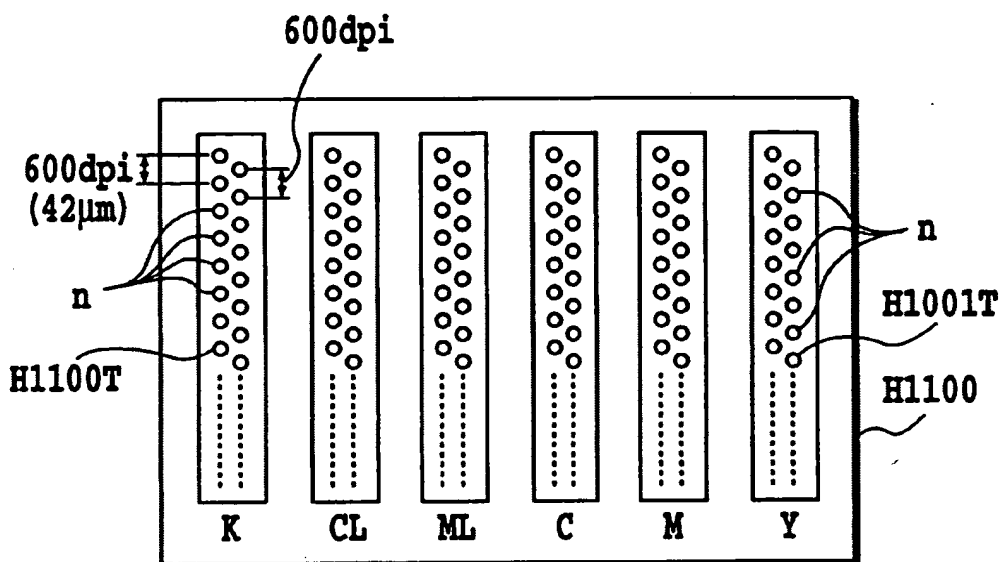 600dpi
600dpi
(42μm)
n
n
H1001T
H1100T
H1100
K CL ML C M Y